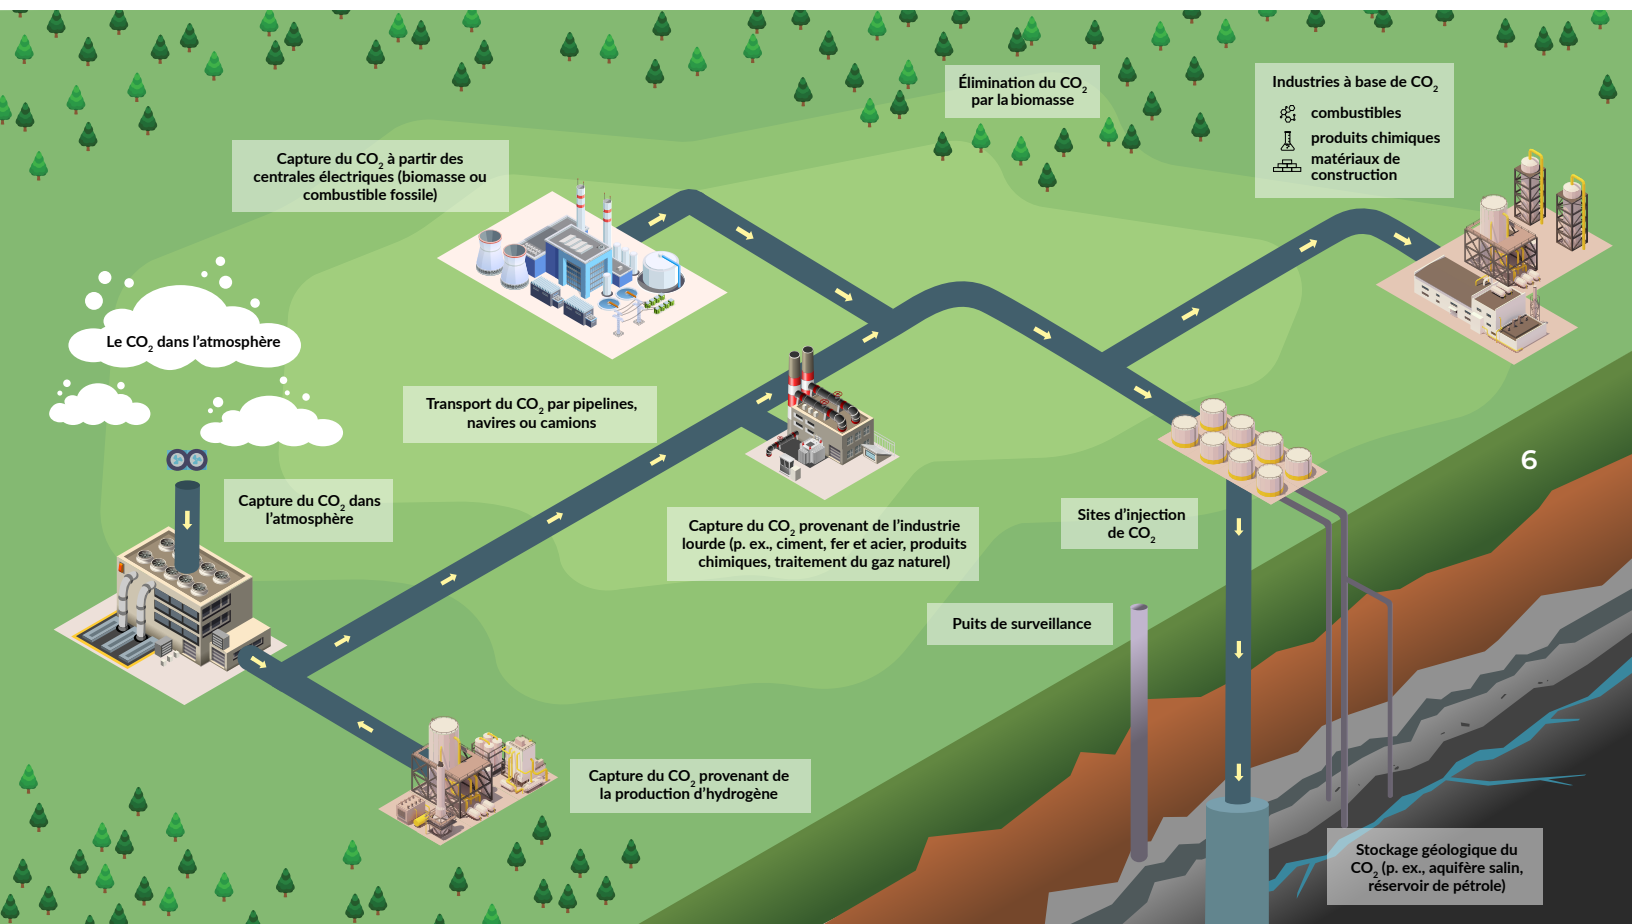 Élimination du CO2
par la biomasse
Industries à base de CO2
combustibles
produits chimiques
matériaux de
construction
Capture du CO2 à partir des
centrales électriques (biomasse ou
combustible fossile)
Le CO2 dans l’atmosphère
Transport du CO2 par pipelines,
navires ou camions
6
Capture du CO2 dans
l’atmosphère
Capture du CO2 provenant de l’industrie
lourde (p. ex., ciment, fer et acier, produits
chimiques, traitement du gaz naturel)
Sites d’injection
de CO2
Puits de surveillance
Capture du CO2 provenant de
la production d’hydrogène
Stockage géologique du
CO2 (p. ex., aquifère salin,
réservoir de pétrole)